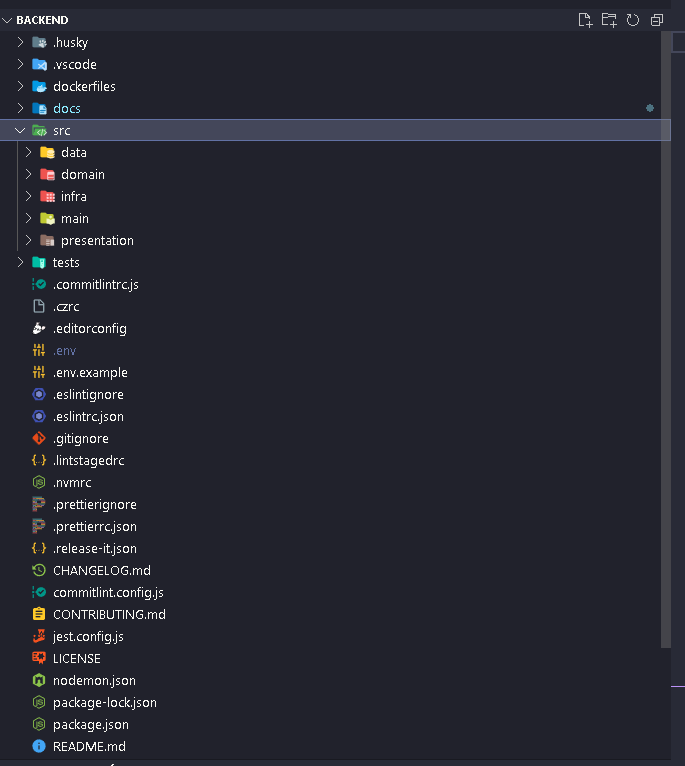 BACKEND
.husky
.vscode
dockerfiles
docs
src
data
domain
infra
main
presentation
tests
.commitlintrc.js
.czrc
.editorconfig
.env
.env.example
.eslintignore
.eslintrc.json
.gitignore
.lintstagedrc
.nvmrc
.prettierignore
.prettierrc.json
.release-it.json
CHANGELOG.md
commitlint.config.js
CONTRIBUTING.md
jest.config.js
LICENSE
nodemon.json
package-lock.json
package.json
README.md